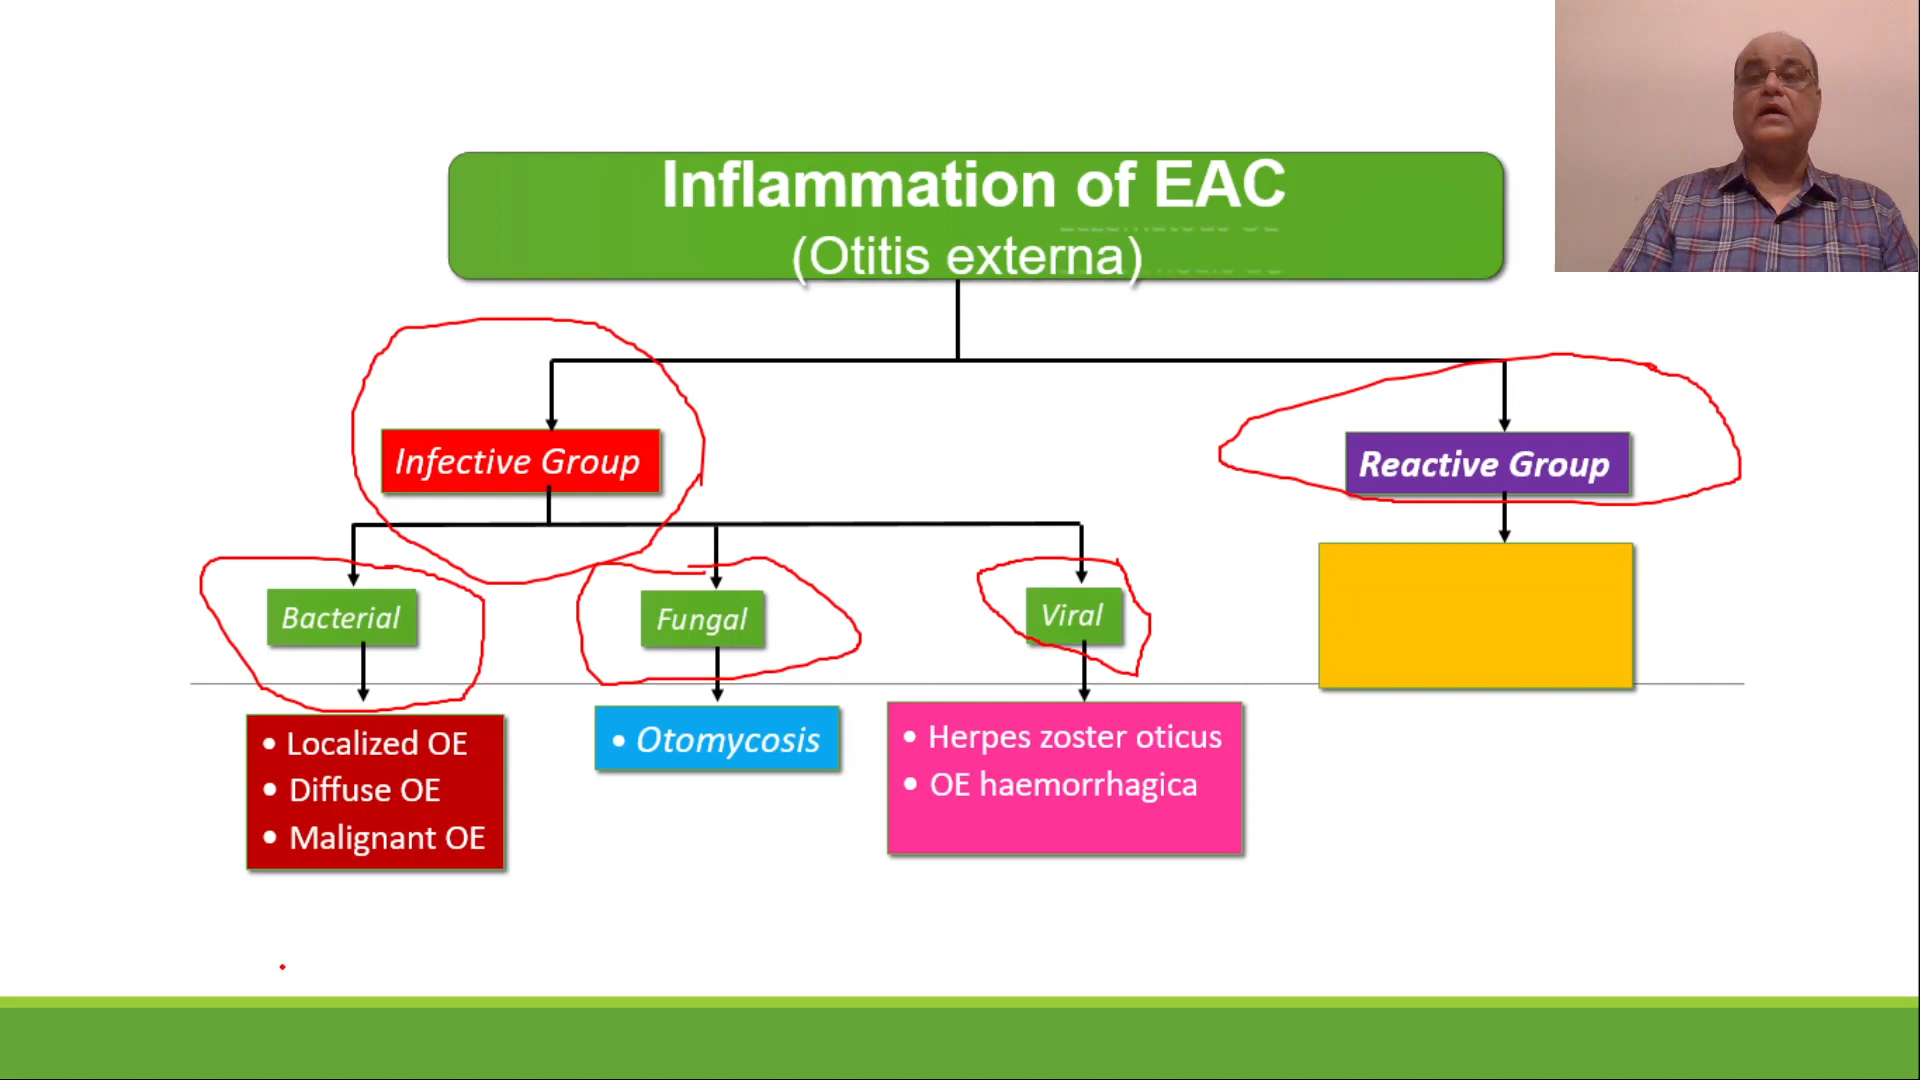 Inflammation of EAC
(Otitis externa)
Infective Group
Reactive Group
Bacterial
Fungal
Viral
• Localized OE
• Diffuse OE
• Malignant OE
• Otomycosis
• Herpes zoster oticus
• OE haemorrhagica